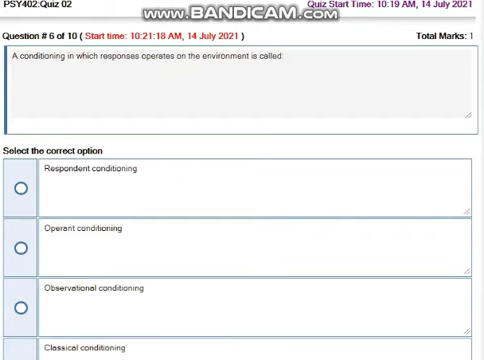 PSY402:Quiz 02
www.BANDICAM.com
Quiz Start Time: 10:19 AM, 14 July 2021
Question # 6 of 10 ( Start time: 10:21:18 AM, 14 July 2021 )
Total Marks: 1
A conditioning in which responses operates on the environment is called:
Select the correct option
Respondent conditioning
Operant conditioning
Observational conditioning
Classical conditioning